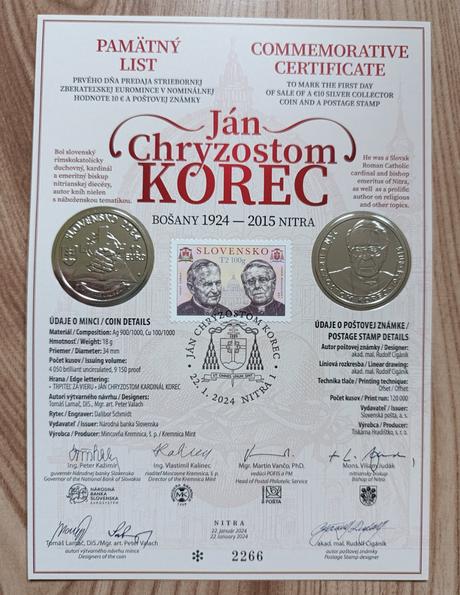 PAMÄTNÝ
LIST
PRVÉHO DŇA PREDAJA STRIEBORNEJ
ZBERATEĽSKEJ EUROMINCE V NOMINÁLNEJ
HODNOTE 10 € A POŠTOVEJ ZNÁMKY
COMMEMORATIVE
CERTIFICATE
TO MARK THE FIRST DAY
OF SALE OF A €10 SILVER COLLECTOR
COIN AND A POSTAGE STAMP
Ján
Chryzostom
KOREC
BOŠANY 1924 — 2015 NITRA
Bol slovenský
rímskokatolícky
duchovný, kardinál
a emeritný biskup
nitrianskej diecézy,
autor kníh nielen
s náboženskou tematikou.
He was a Slovak
Roman Catholic
cardinal and bishop
emeritus of Nitra,
as well as a prolific
author on religious
and other topics.
SLOVENSKO
EURO
SLOVENSKO
T2 100g
JÁN CHRYZOSTOM KOREC
22. 1. 2024 NITRA 1
ÚDAJE O MINCI / COIN DETAILS
Materiál / Composition: Ag 900/1000, Cu 100/1000
Hmotnosť / Weight: 18 g
Priemer / Diameter: 34 mm
Počet kusov / Issuing volume:
4 050 brilliant uncirculated, 9 150 proof
Hrana / Edge lettering:
• TRPITEĽ ZA VIERU • JÁN CHRYZOSTOM KARDINÁL KOREC
Autori výtvarného návrhu / Designers:
Tomáš Lamač, DiS./Mgr. art. Peter Valach
Rytec / Engraver: Dalibor Schmidt
Vydavateľ / Issuer: Národná banka Slovenska
Výrobca / Producer: Mincovňa Kremnica, š. p. / Kremnica Mint
ÚDAJE O POŠTOVEJ ZNÁMKE /
POSTAGE STAMP DETAILS
Autor poštovej známky / Designer:
akad. mal. Rudolf Cigánik
Líniová rozkresba / Linear drawing:
akad. mal. Rudolf Cigánik
Technika tlače / Printing technique:
Ofset / Offset
Počet kusov / Print run: 120 000
Vydavateľ / Issuer:
Slovenská pošta, a. s.
Výrobca / Producer:
Tiskárna Hradištko, s. r. o.
Ing. Peter Kažimír
guvernér Národnej banky Slovenska
Governor of the National Bank of Slovakia
Ing. Vlastimil Kalinec
riaditeľ Mincovne Kremnica, š. p.
Director of the Kremnica Mint
Mgr. Martin Vančo, PhD.
vedúci POFIS a PM
Head of Postal Philatelic Service
Mons. Viliam Judák
nitriansky biskup
Bishop of Nitra
NÁRODNÁ
BANKA
SLOVENSKA
EUROSYSTÉM
MK
POŠTA
NITRA
22. január 2024
22 January 2024
2266
Tomáš Lamač, DiS./Mgr. art. Peter Valach
autori výtvarného návrhu mince
Designers of the coin
akad. mal. Rudolf Cigánik
autor poštovej známky
Postage Stamp designer